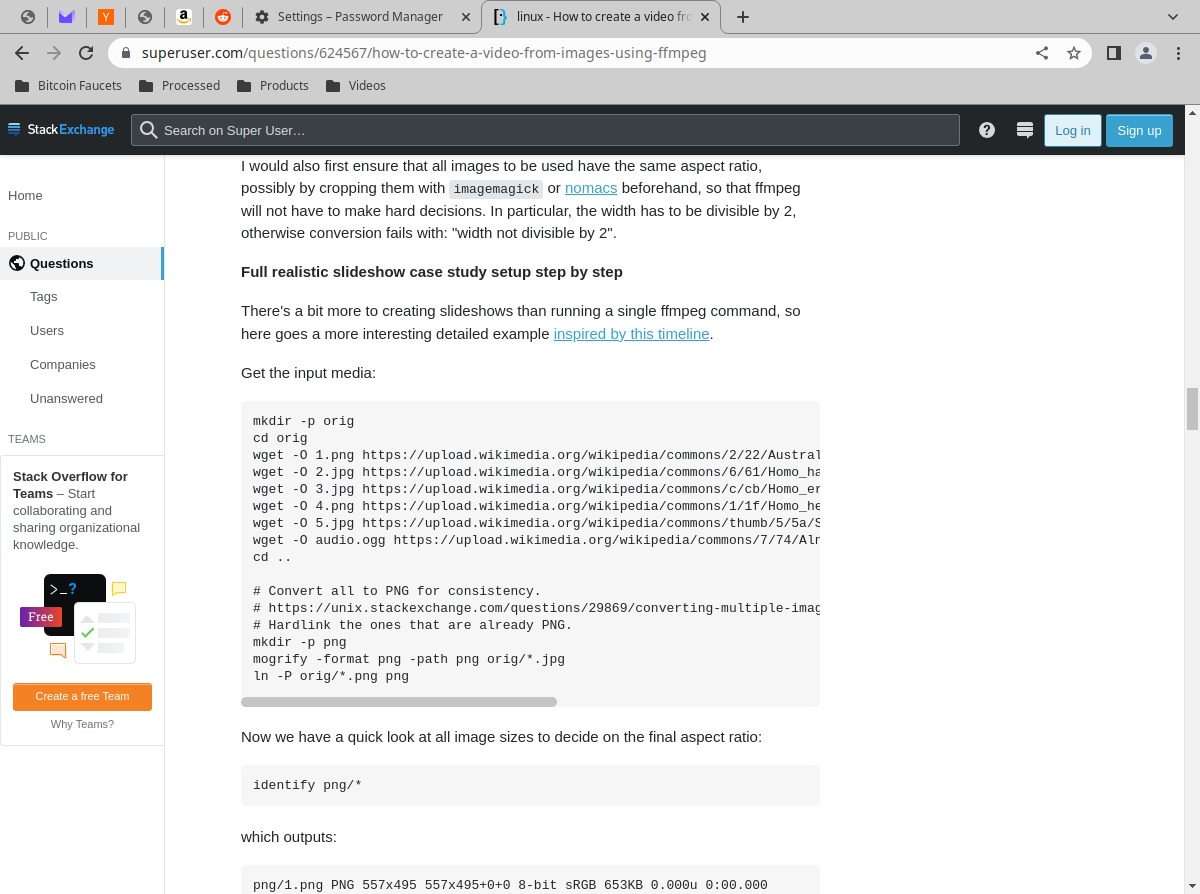 Settings – Password Manager
linux - How to create a video fro
superuser.com/questions/624567/how-to-create-a-video-from-images-using-ffmpeg
Bitcoin Faucets
Processed
Products
Videos
StackExchange
Search on Super User…
Log in
Sign up
Home
PUBLIC
Questions
Tags
Users
Companies
Unanswered
TEAMS
Stack Overflow for
Teams – Start
collaborating and
sharing organizational
knowledge.
>_?
Free
Create a free Team
Why Teams?
I would also first ensure that all images to be used have the same aspect ratio,
possibly by cropping them with imagemagick or nomacs beforehand, so that ffmpeg
will not have to make hard decisions. In particular, the width has to be divisible by 2,
otherwise conversion fails with: "width not divisible by 2".
Full realistic slideshow case study setup step by step
There's a bit more to creating slideshows than running a single ffmpeg command, so
here goes a more interesting detailed example inspired by this timeline.
Get the input media:
mkdir -p orig
cd orig
wget -O 1.png https://upload.wikimedia.org/wikipedia/commons/2/22/Austral
wget -O 2.jpg https://upload.wikimedia.org/wikipedia/commons/6/61/Homo_ha
wget -O 3.jpg https://upload.wikimedia.org/wikipedia/commons/c/cb/Homo_er
wget -O 4.png https://upload.wikimedia.org/wikipedia/commons/1/1f/Homo_he
wget -O 5.jpg https://upload.wikimedia.org/wikipedia/commons/thumb/5/5a/S
wget -O audio.ogg https://upload.wikimedia.org/wikipedia/commons/7/74/Aln
cd ..
# Convert all to PNG for consistency.
# https://unix.stackexchange.com/questions/29869/converting-multiple-imag
# Hardlink the ones that are already PNG.
mkdir -p png
mogrify -format png -path png orig/*.jpg
ln -P orig/*.png png
Now we have a quick look at all image sizes to decide on the final aspect ratio:
identify png/*
which outputs:
png/1.png PNG 557x495 557x495+0+0 8-bit sRGB 653KB 0.000u 0:00.000